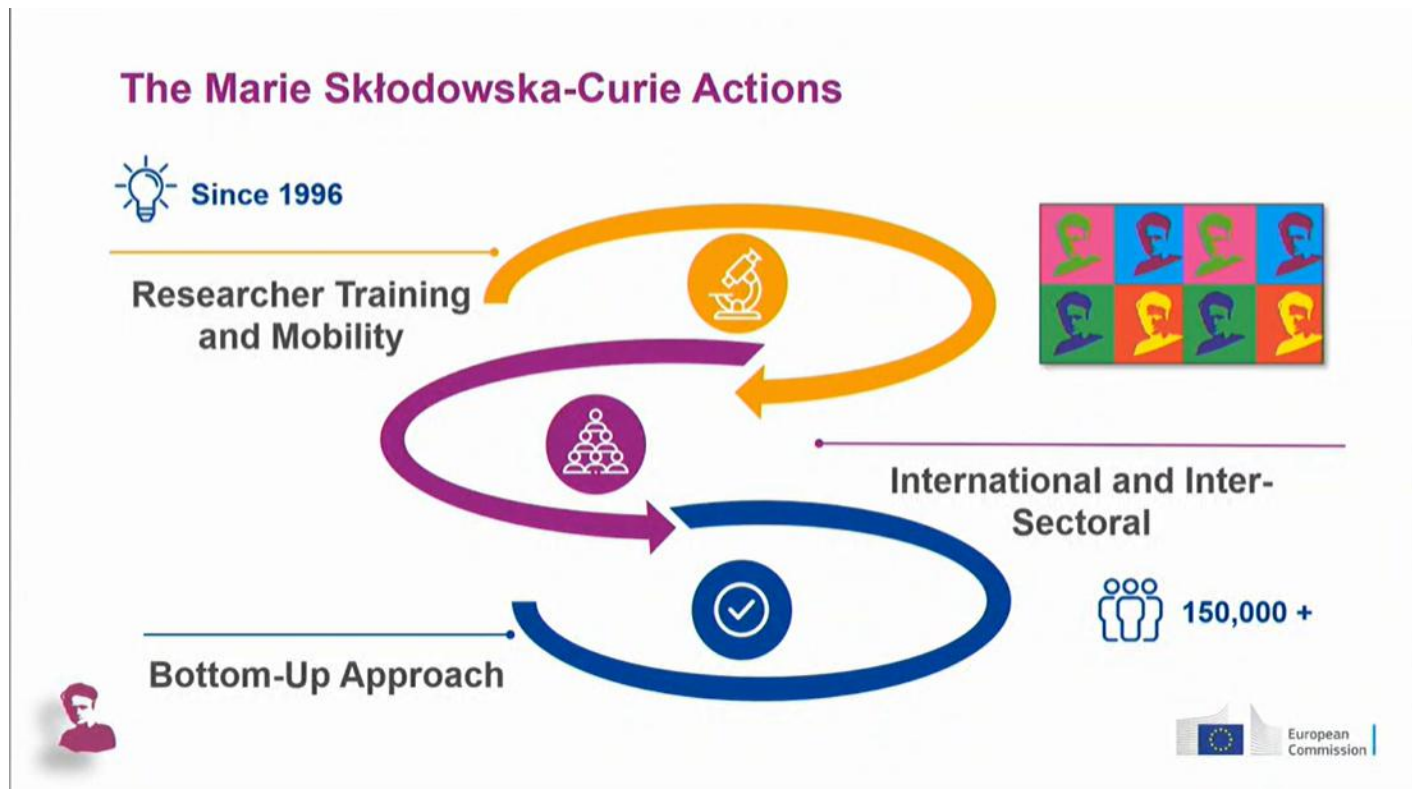 The Marie Skłodowska-Curie Actions
Since 1996
Researcher Training
and Mobility
International and Inter-
Sectoral
150,000 +
Bottom-Up Approach
European
Commission